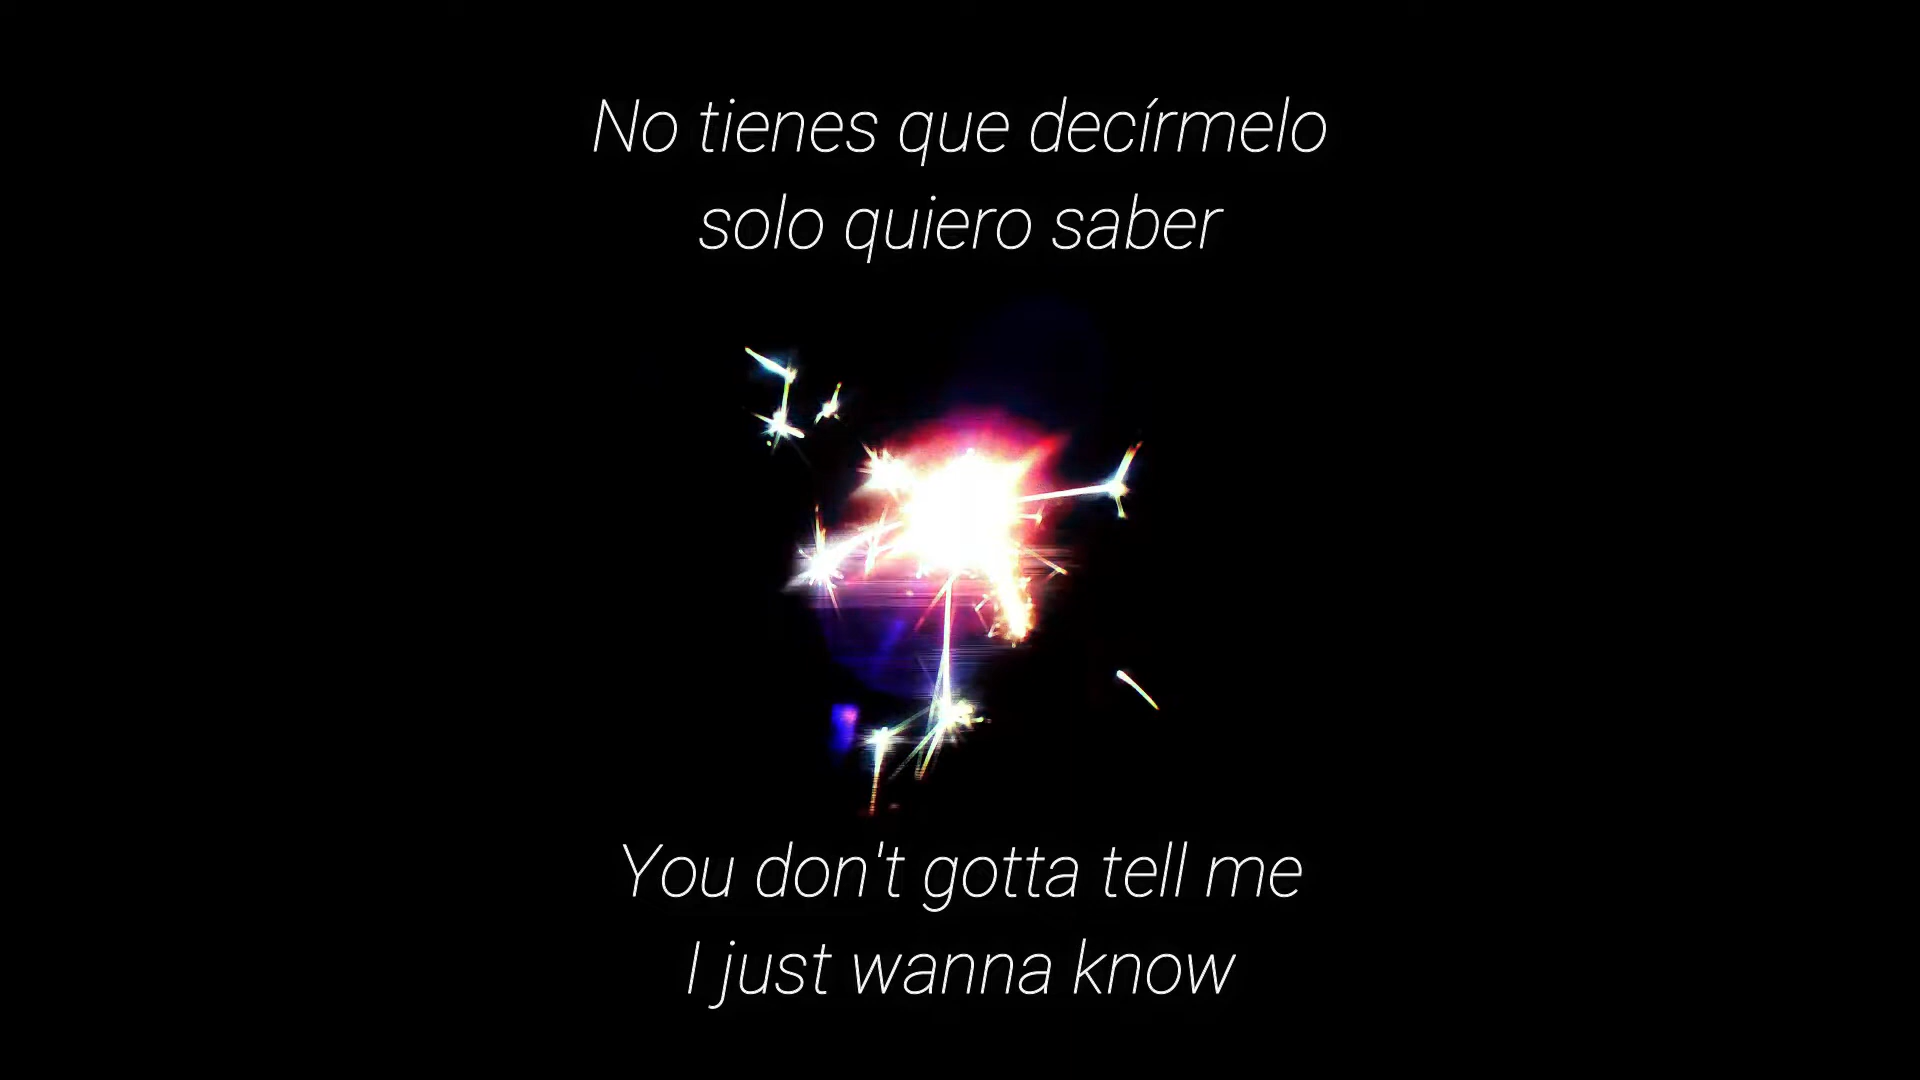 No tienes que decírmelo
solo quiero saber
You don't gotta tell me
I just wanna know